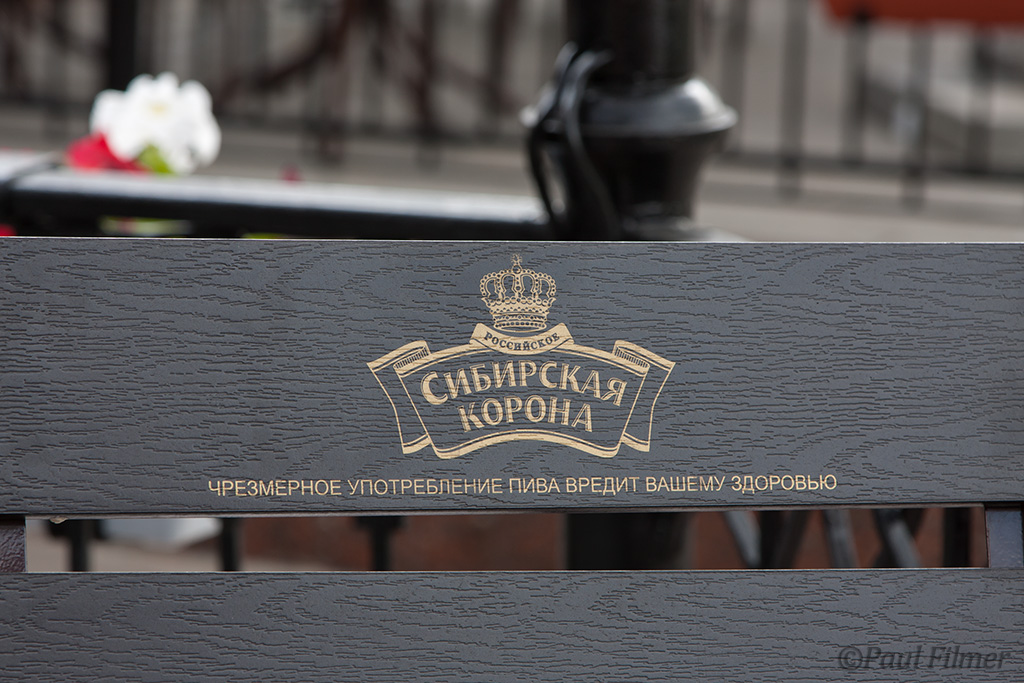 РОССИЙСКОЕ
СИБИРСКАЯ
КОРОНА
ЧРЕЗМЕРНОЕ УПОТРЕБЛЕНИЕ ПИВА ВРЕДИТ ВАШЕМУ ЗДОРОВЬЮ
©Paul Filmer